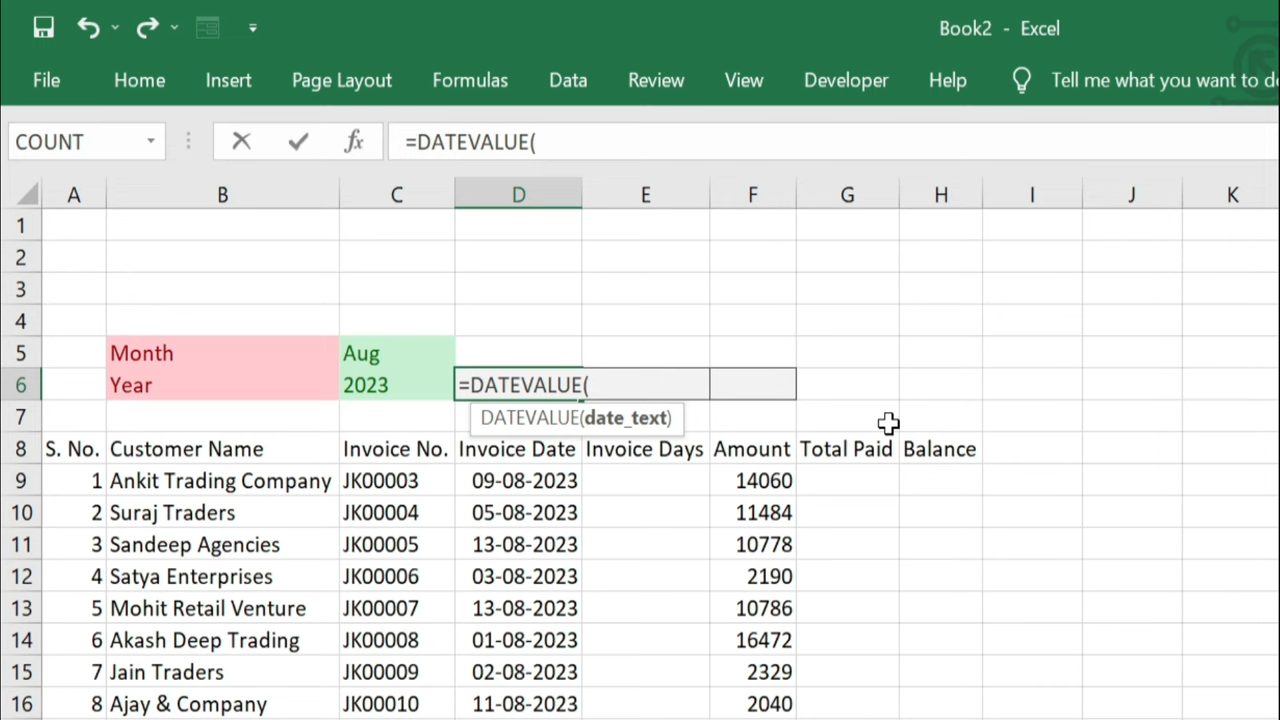 Book2 - Excel
File Home Insert Page Layout Formulas Data Review View Developer Help Tell me what you want to do
COUNT fx =DATEVALUE(
A B C D E F G H I J K
1
2
3
4
5 Month Aug
6 Year 2023 =DATEVALUE(
7 DATEVALUE(date_text)
8 S. No. Customer Name Invoice No. Invoice Date Invoice Days Amount Total Paid Balance
9 1 Ankit Trading Company JK00003 09-08-2023 14060
10 2 Suraj Traders JK00004 05-08-2023 11484
11 3 Sandeep Agencies JK00005 13-08-2023 10778
12 4 Satya Enterprises JK00006 03-08-2023 2190
13 5 Mohit Retail Venture JK00007 13-08-2023 10786
14 6 Akash Deep Trading JK00008 01-08-2023 16472
15 7 Jain Traders JK00009 02-08-2023 2329
16 8 Ajay & Company JK00010 11-08-2023 2040